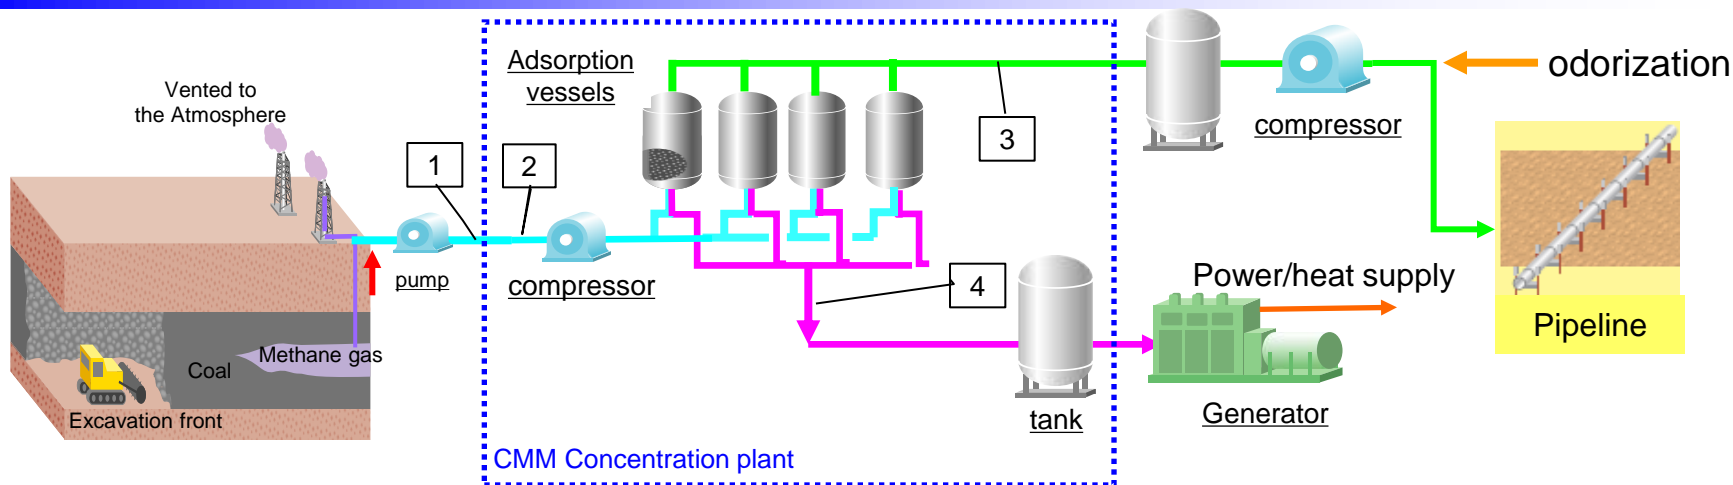 Adsorption
vessels
odorization
Vented to
the Atmosphere
compressor
3
1
2
pump
compressor
4
Power/heat supply
Pipeline
Methane gas
Coal
Excavation front
tank
Generator
CMM Concentration plant